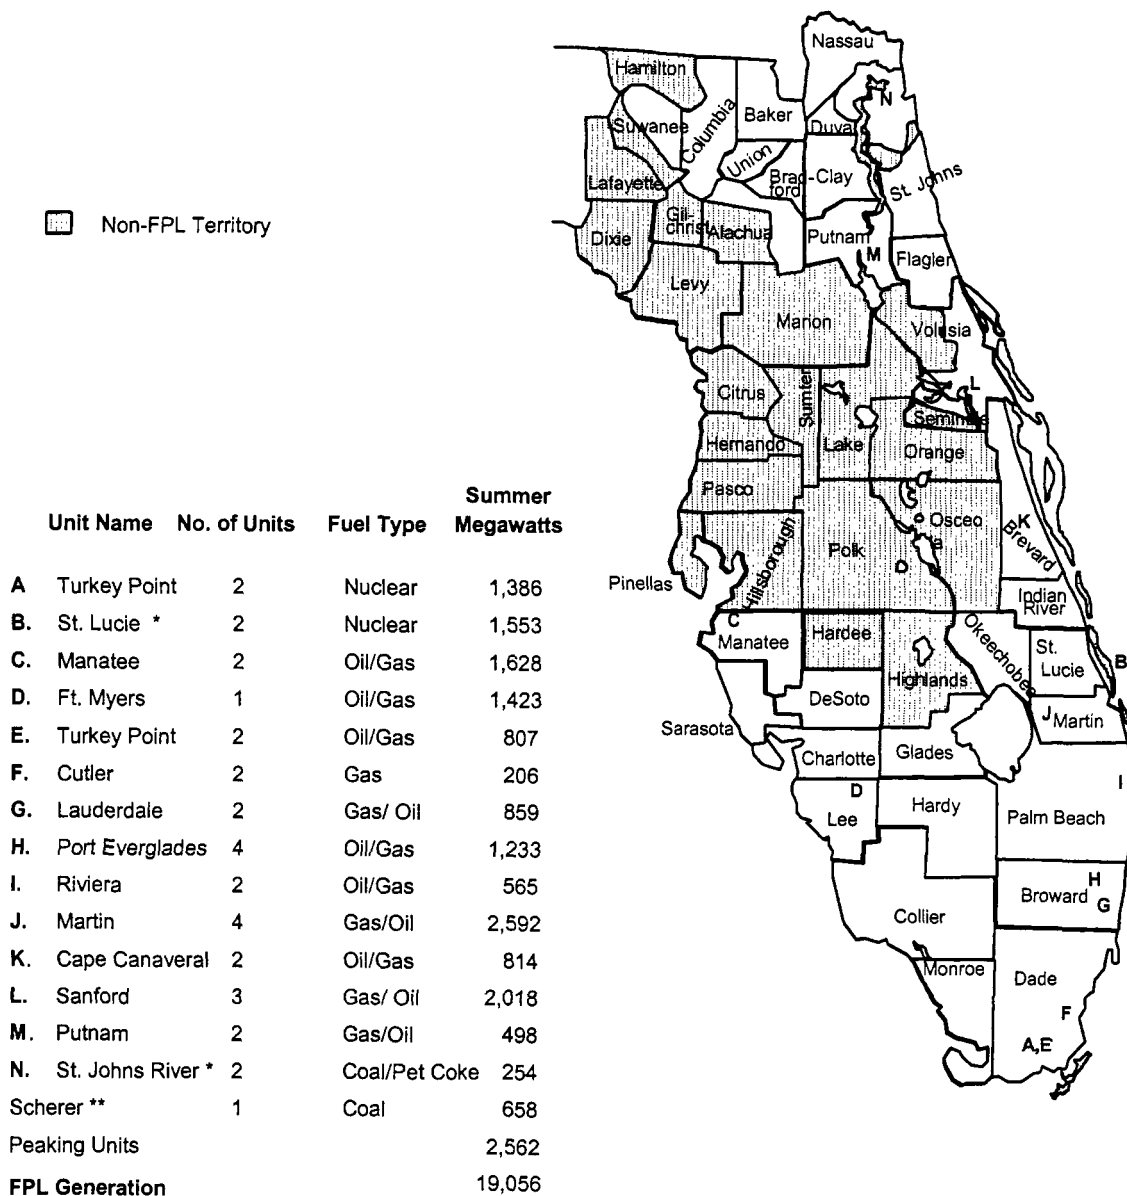 Nassau
Hamilton
N
Suwanee
Columbia
Baker
Duval
Union
Brad-
ford
Clay
St. Johns
Lafayette
Non-FPL Territory
Gil-
christ
Alachua
Dixie
Putnam
M
Flagler
Levy
Marion
Volusia
L
Citrus
Sumter
Seminole
Hernando
Lake
Orange
Pasco
Osceo
la
K
Brevard
Polk
Hillsborough
Pinellas
Indian
River
C
Manatee
Hardee
Okeechobee
St.
Lucie
B
Highlands
DeSoto
J
Martin
Sarasota
Charlotte
Glades
I
D
Lee
Hardy
Palm Beach
H
Broward
G
Collier
Monroe
Dade
F
A,E
Unit Name No. of Units Fuel Type Summer Megawatts
A Turkey Point 2 Nuclear 1,386
B. St. Lucie * 2 Nuclear 1,553
C. Manatee 2 Oil/Gas 1,628
D. Ft. Myers 1 Oil/Gas 1,423
E. Turkey Point 2 Oil/Gas 807
F. Cutler 2 Gas 206
G. Lauderdale 2 Gas/ Oil 859
H. Port Everglades 4 Oil/Gas 1,233
I. Riviera 2 Oil/Gas 565
J. Martin 4 Gas/Oil 2,592
K. Cape Canaveral 2 Oil/Gas 814
L. Sanford 3 Gas/ Oil 2,018
M. Putnam 2 Gas/Oil 498
N. St. Johns River * 2 Coal/Pet Coke 254
Scherer ** 1 Coal 658
Peaking Units 2,562
FPL Generation 19,056